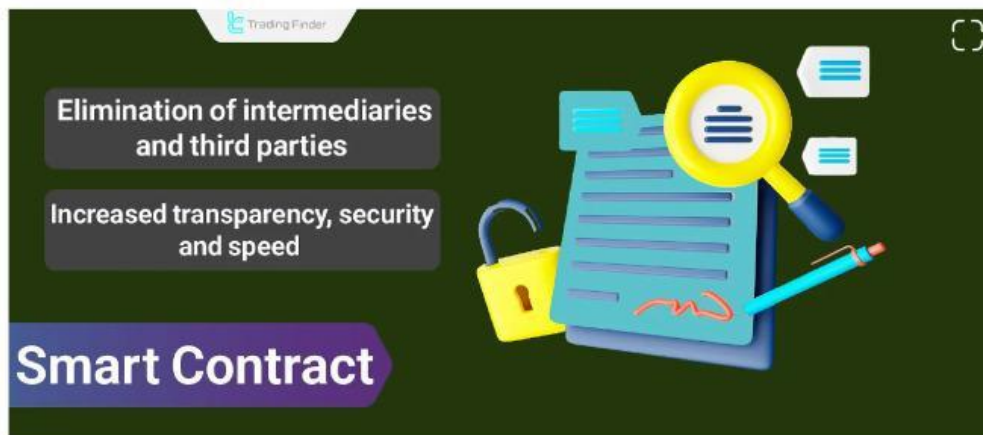 Trading Finder
Elimination of intermediaries
and third parties
Increased transparency, security
and speed
Smart Contract